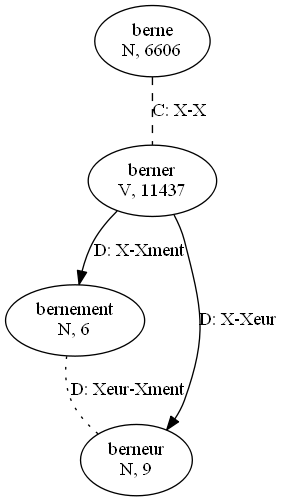 berne
N, 6606
C: X-X
berner
V, 11437
D: X-Xment
bernement
N, 6
D: X-Xeur
D: Xeur-Xment
berneur
N, 9